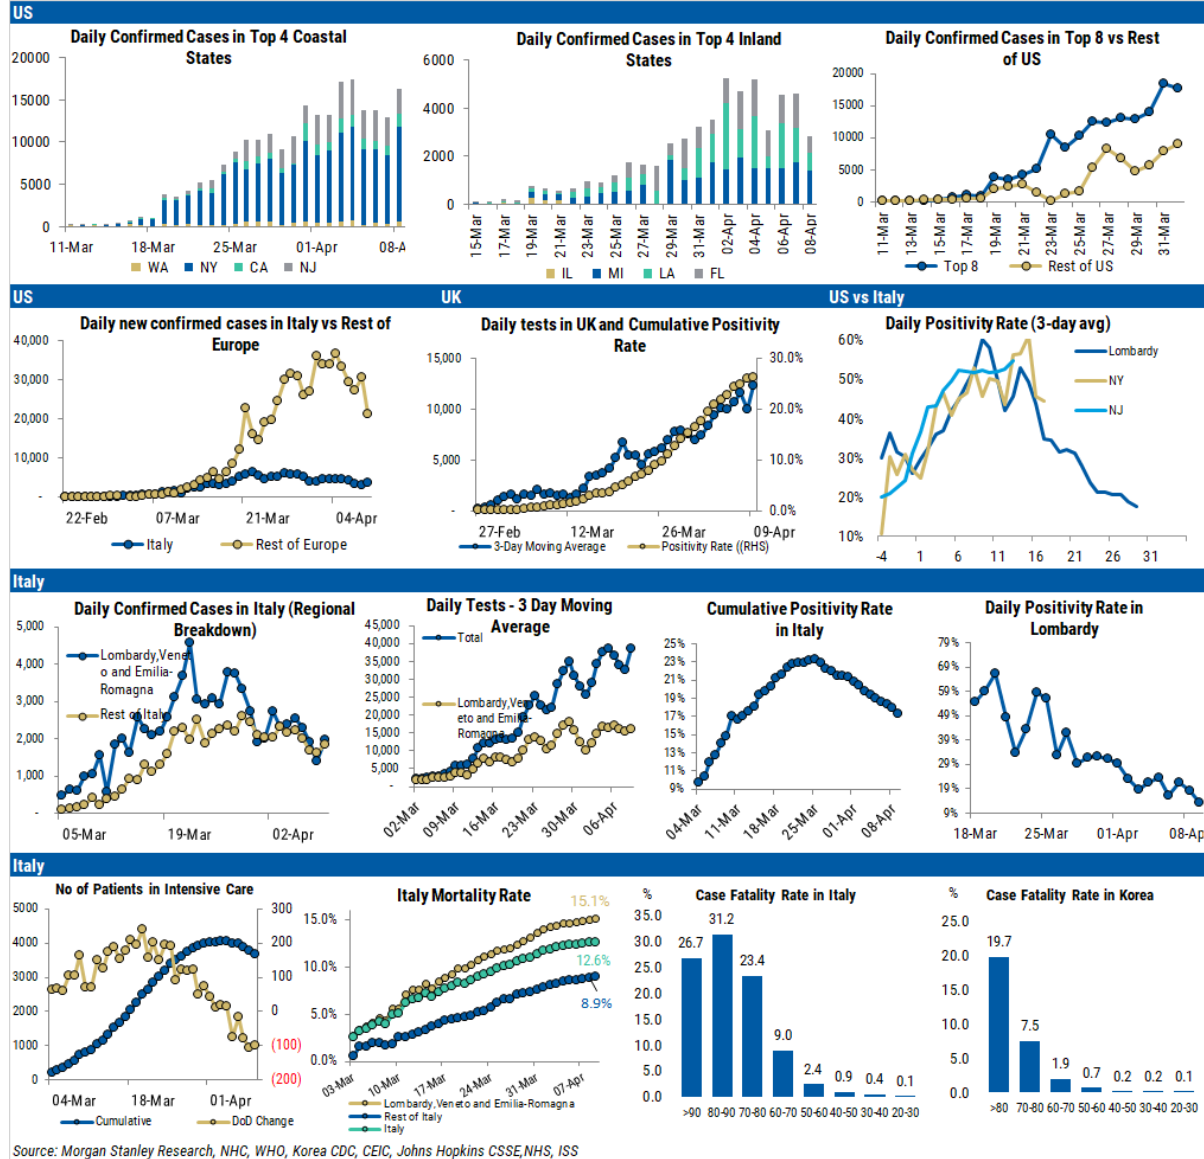 US
Daily Confirmed Cases in Top 4 Coastal
States
20000
15000
10000
5000
0
11-Mar 18-Mar 25-Mar 01-Apr 08-A
WA NY CA NJ
Daily Confirmed Cases in Top 4 Inland
States
6000
4000
2000
0
15-Mar 17-Mar 19-Mar 21-Mar 23-Mar 25-Mar 27-Mar 29-Mar 31-Mar 02-Apr 04-Apr 06-Apr 08-Apr
IL MI LA FL
Daily Confirmed Cases in Top 8 vs Rest
of US
20000
15000
10000
5000
0
11-Mar 13-Mar 15-Mar 17-Mar 19-Mar 21-Mar 23-Mar 25-Mar 27-Mar 29-Mar 31-Mar
Top 8 Rest of US
US UK US vs Italy
Daily new confirmed cases in Italy vs Rest of
Europe
40,000
30,000
20,000
10,000
-
22-Feb 07-Mar 21-Mar 04-Apr
Italy Rest of Europe
Daily tests in UK and Cumulative Positivity
Rate
15,000 30.0%
10,000 20.0%
5,000 10.0%
- 0.0%
27-Feb 12-Mar 26-Mar 09-Apr
3-Day Moving Average Positivity Rate ((RHS)
Daily Positivity Rate (3-day avg)
60%
50%
40%
30%
20%
10%
-4 1 6 11 16 21 26 31
Lombardy
NY
NJ
Italy
Daily Confirmed Cases in Italy (Regional
Breakdown)
5,000
4,000
3,000
2,000
1,000
-
05-Mar 19-Mar 02-Apr
Lombardy,Venet
o and Emilia-
Romagna
Rest of Italy
Daily Tests - 3 Day Moving
Average
45,000
40,000
35,000
30,000
25,000
20,000
15,000
10,000
5,000
-
02-Mar 09-Mar 16-Mar 23-Mar 30-Mar 06-Apr
Total
Lombardy,Ven
eto and Emilia-
Romagna
Cumulative Positivity Rate
in Italy
25%
23%
21%
19%
17%
15%
13%
11%
9%
04-Mar 11-Mar 18-Mar 25-Mar 01-Apr 08-Apr
Daily Positivity Rate in
Lombardy
79%
69%
59%
49%
39%
29%
19%
9%
18-Mar 25-Mar 01-Apr 08-Ap
Italy
No of Patients in Intensive Care
5000 300
4000 200
3000 100
2000 0
1000 (100)
0 (200)
04-Mar 18-Mar 01-Apr
Cumulative DoD Change
Italy Mortality Rate
15.0%
10.0%
5.0%
0.0%
15.1%
12.6%
8.9%
03-Mar 10-Mar 17-Mar 24-Mar 31-Mar 07-Apr
Lombardy,Veneto and Emilia-Romagna
Rest of Italy
Italy
% Case Fatality Rate in Italy
35.0
30.0
25.0
20.0
15.0
10.0
5.0
0.0
26.7 31.2 23.4 9.0 2.4 0.9 0.4 0.1
>90 80-90 70-80 60-70 50-60 40-50 30-40 20-30
% Case Fatality Rate in Korea
25.0
20.0
15.0
10.0
5.0
0.0
19.7 7.5 1.9 0.7 0.2 0.2 0.1
>80 70-80 60-70 50-60 40-50 30-40 20-30
Source: Morgan Stanley Research, NHC, WHO, Korea CDC, CEIC, Johns Hopkins CSSE,NHS, ISS